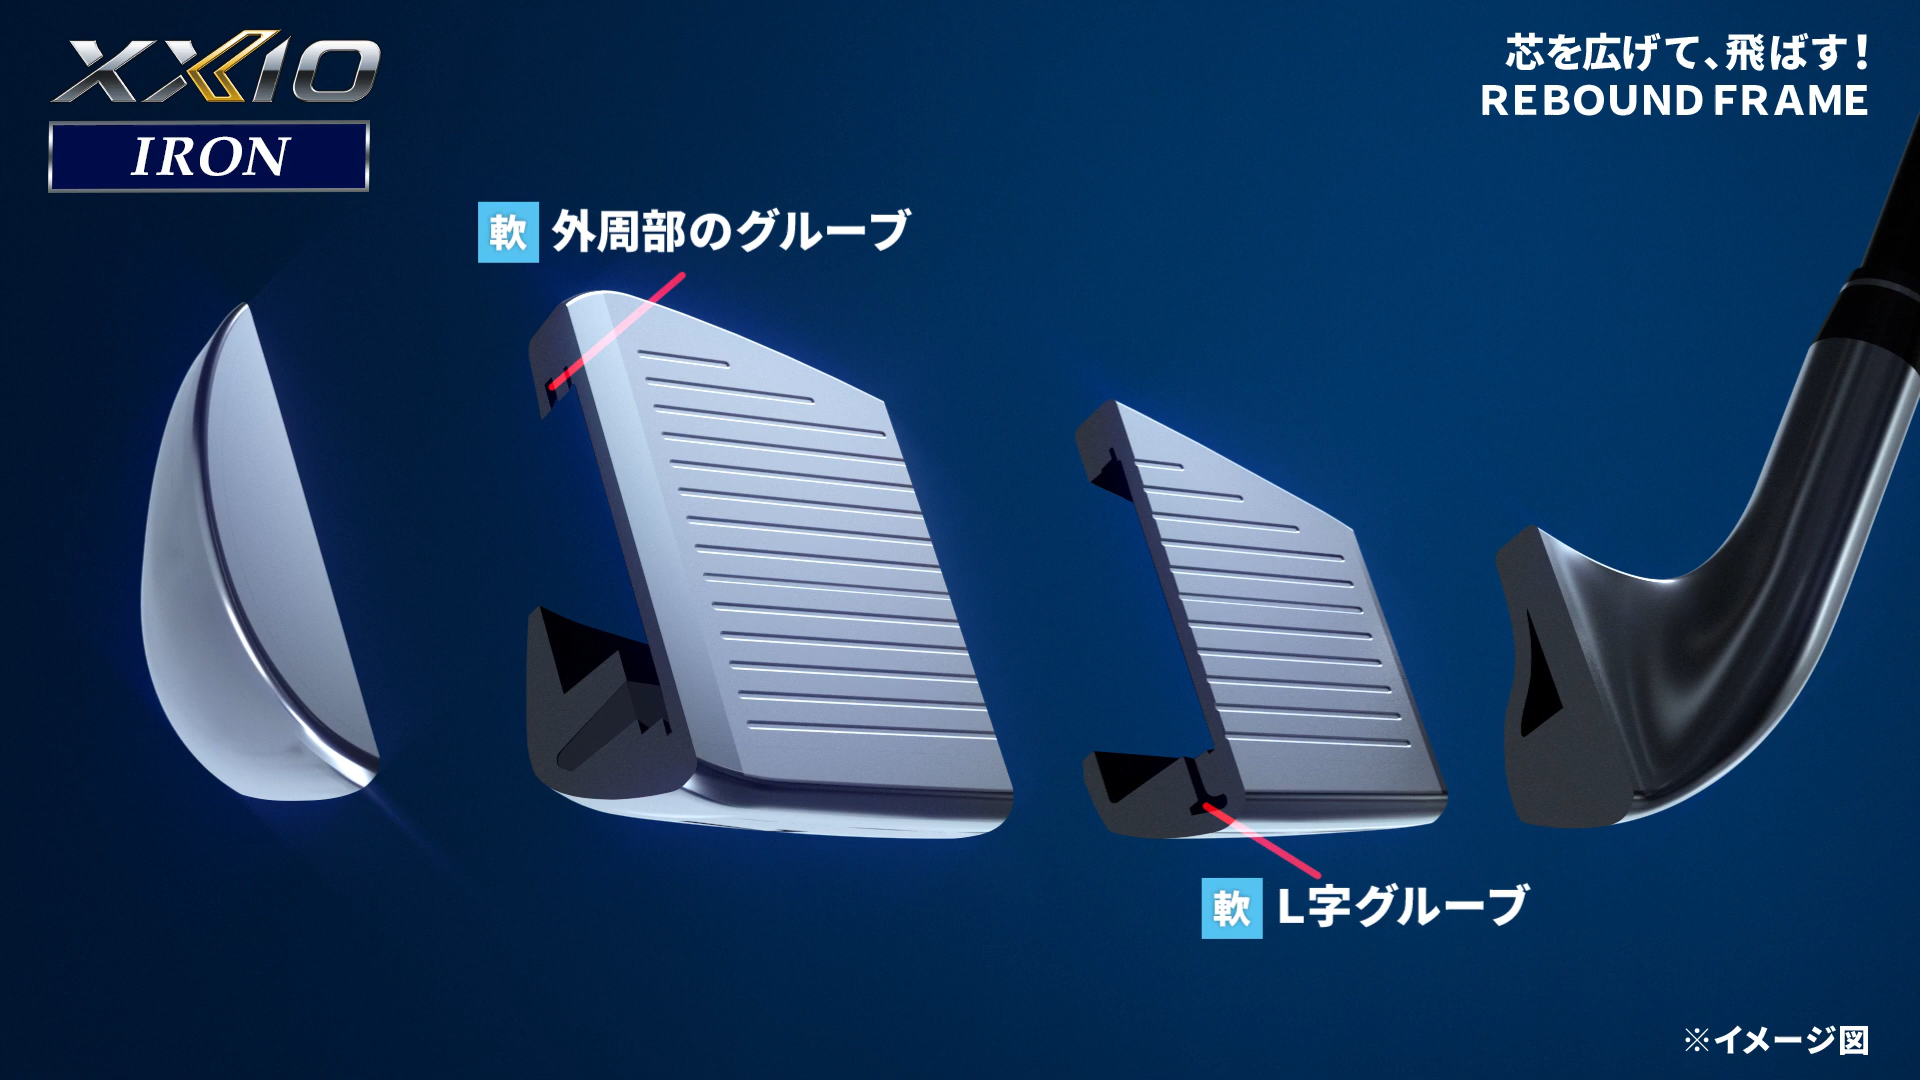 XXIO
IRON
芯を広げて、飛ばす!
REBOUND FRAME
軟 外周部のグルーブ
軟 L字グルーブ
※イメージ図